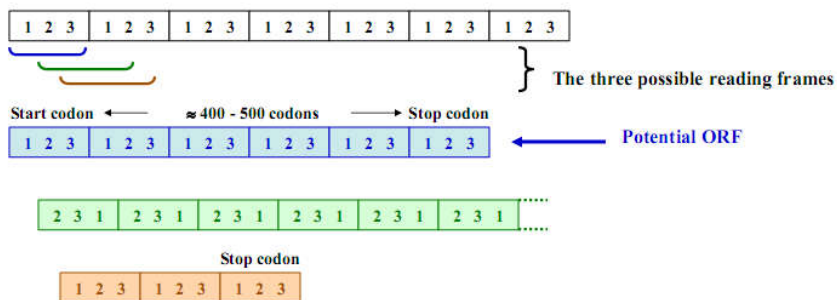 1 2 3 1 2 3 1 2 3 1 2 3 1 2 3 1 2 3 1 2 3
The three possible reading frames
Start codon ≈ 400 - 500 codons Stop codon
1 2 3 1 2 3 1 2 3 1 2 3 1 2 3 1 2 3
Potential ORF
2 3 1 2 3 1 2 3 1 2 3 1 2 3 1 2 3 1
Stop codon
1 2 3 1 2 3 1 2 3